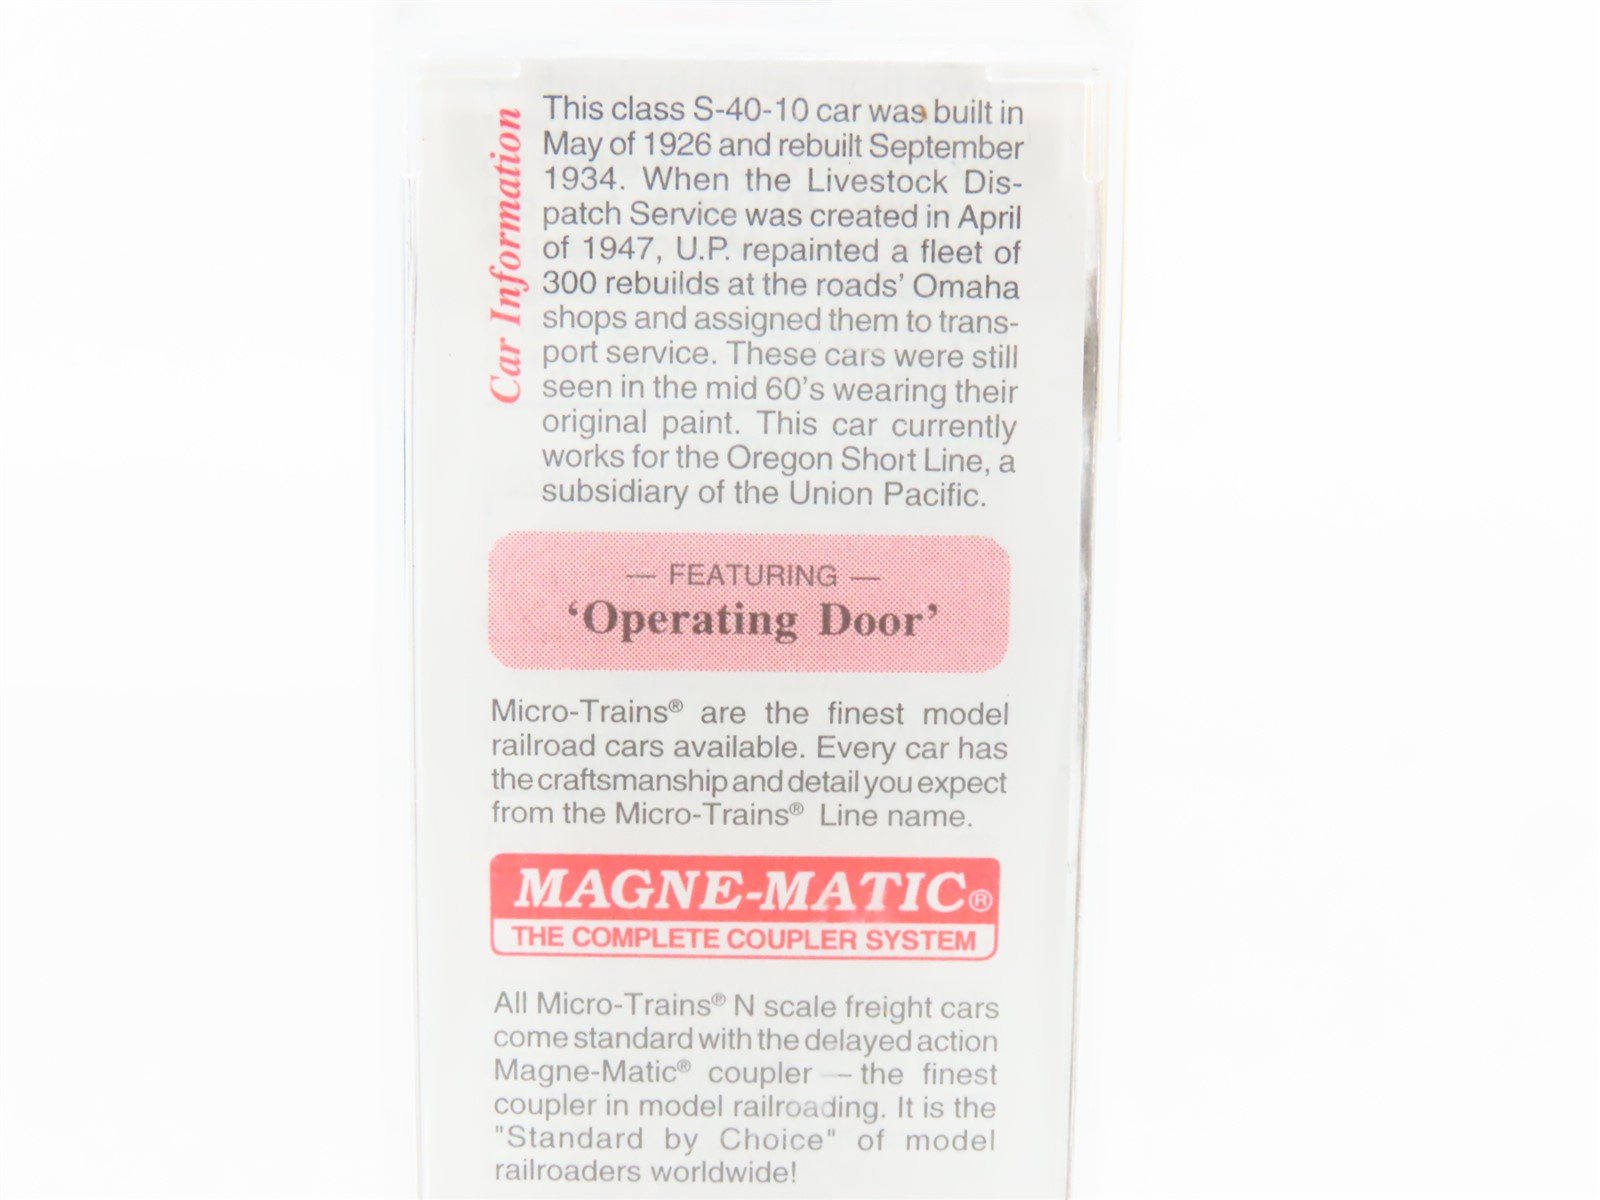 Car Information
This class S-40-10 car was built in
May of 1926 and rebuilt September
1934. When the Livestock Dis-
patch Service was created in April
of 1947, U.P. repainted a fleet of
300 rebuilds at the roads’ Omaha
shops and assigned them to trans-
port service. These cars were still
seen in the mid 60’s wearing their
original paint. This car currently
works for the Oregon Short Line, a
subsidiary of the Union Pacific.
— FEATURING —
‘Operating Door’
Micro-Trains® are the finest model
railroad cars available. Every car has
the craftsmanship and detail you expect
from the Micro-Trains® Line name.
MAGNE-MATIC®
THE COMPLETE COUPLER SYSTEM
All Micro-Trains® N scale freight cars
come standard with the delayed action
Magne-Matic® coupler — the finest
coupler in model railroading. It is the
"Standard by Choice" of model
railroaders worldwide!